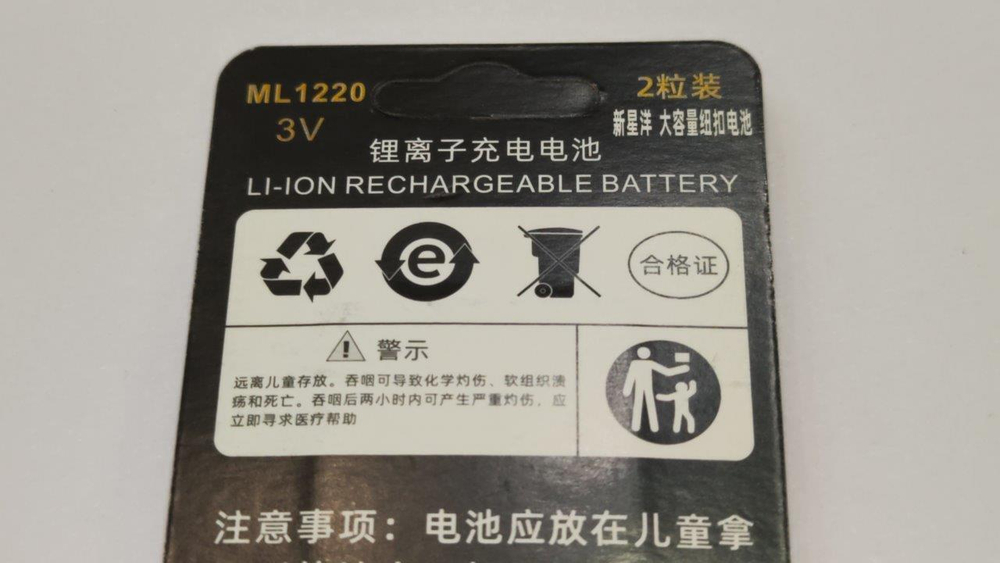 ML1220
2粒装
3V
新星洋 大容量纽扣电池
锂离子充电电池
LI-ION RECHARGEABLE BATTERY
e
合格证
警示
远离儿童存放。吞咽可导致化学灼伤、软组织溃
疡和死亡。吞咽后两小时内可产生严重灼伤，应
立即寻求医疗帮助
注意事项：电池应放在儿童拿